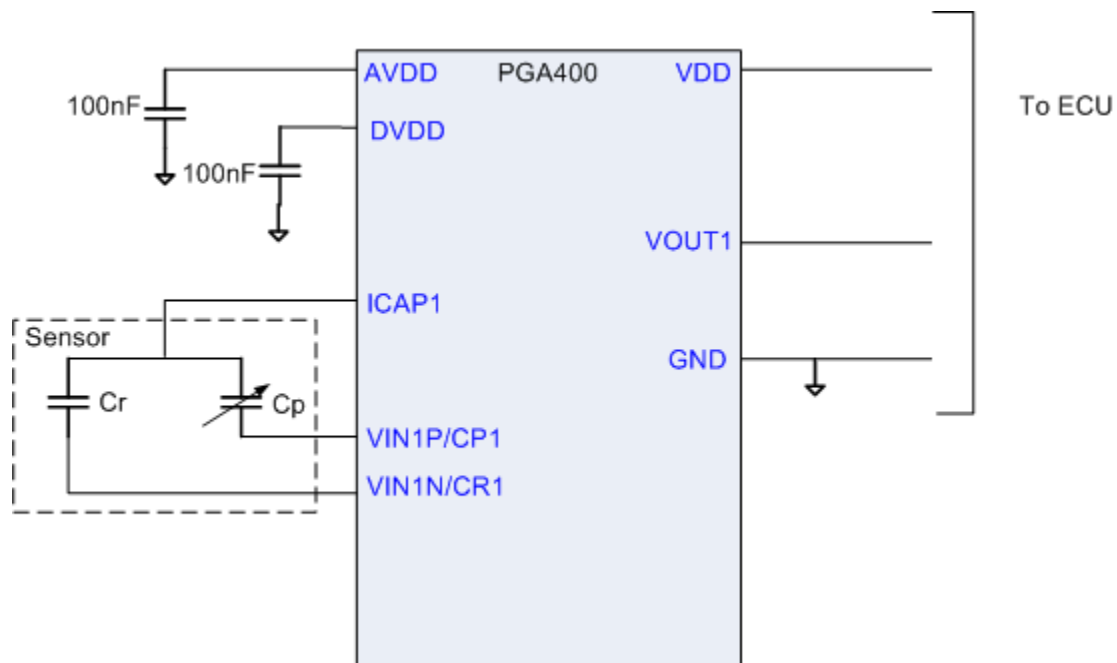 AVDD
PGA400
VDD
To ECU
100nF
DVDD
100nF
VOUT1
ICAP1
Sensor
GND
Cr
Cp
VIN1P/CP1
VIN1N/CR1